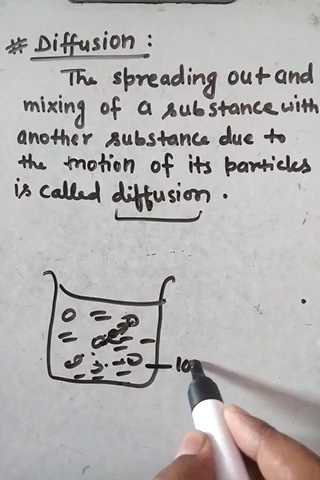 # Diffusion :
The spreading out and
mixing of a substance with
another substance due to
the motion of its particles
is called diffusion .
10